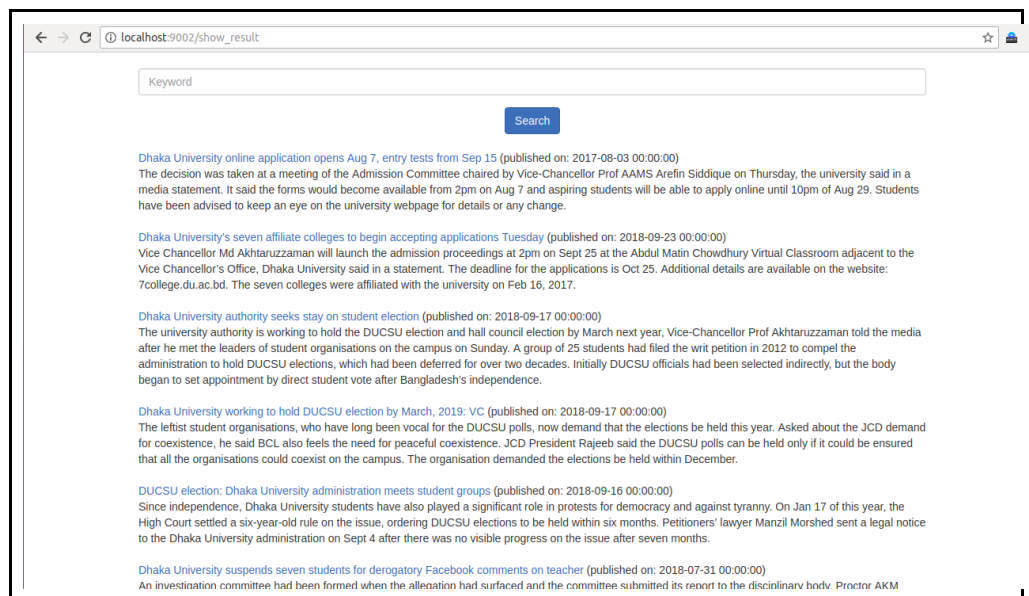 localhost:9002/show_result
Keyword
Search
Dhaka University online application opens Aug 7, entry tests from Sep 15 (published on: 2017-08-03 00:00:00)
The decision was taken at a meeting of the Admission Committee chaired by Vice-Chancellor Prof AAMS Arefin Siddique on Thursday, the university said in a
media statement. It said the forms would become available from 2pm on Aug 7 and aspiring students will be able to apply online until 10pm of Aug 29. Students
have been advised to keep an eye on the university webpage for details or any change.
Dhaka University's seven affiliate colleges to begin accepting applications Tuesday (published on: 2018-09-23 00:00:00)
Vice Chancellor Md Akhtaruzzaman will launch the admission proceedings at 2pm on Sept 25 at the Abdul Matin Chowdhury Virtual Classroom adjacent to the
Vice Chancellor's Office, Dhaka University said in a statement. The deadline for the applications is Oct 25. Additional details are available on the website:
7college.du.ac.bd. The seven colleges were affiliated with the university on Feb 16, 2017.
Dhaka University authority seeks stay on student election (published on: 2018-09-17 00:00:00)
The university authority is working to hold the DUCSU election and hall council election by March next year, Vice-Chancellor Prof Akhtaruzzaman told the media
after he met the leaders of student organisations on the campus on Sunday. A group of 25 students had filed the writ petition in 2012 to compel the
administration to hold DUCSU elections, which had been deferred for over two decades. Initially DUCSU officials had been selected indirectly, but the body
began to set appointment by direct student vote after Bangladesh's independence.
Dhaka University working to hold DUCSU election by March, 2019: VC (published on: 2018-09-17 00:00:00)
The leftist student organisations, who have long been vocal for the DUCSU polls, now demand that the elections be held this year. Asked about the JCD demand
for coexistence, he said BCL also feels the need for peaceful coexistence. JCD President Rajeeb said the DUCSU polls can be held only if it could be ensured
that all the organisations could coexist on the campus. The organisation demanded the elections be held within December.
DUCSU election: Dhaka University administration meets student groups (published on: 2018-09-16 00:00:00)
Since independence, Dhaka University students have also played a significant role in protests for democracy and against tyranny. On Jan 17 of this year, the
High Court settled a six-year-old rule on the issue, ordering DUCSU elections to be held within six months. Petitioners' lawyer Manzil Morshed sent a legal notice
to the Dhaka University administration on Sept 4 after there was no visible progress on the issue after seven months.
Dhaka University suspends seven students for derogatory Facebook comments on teacher (published on: 2018-07-31 00:00:00)
An investigation committee had been formed when the allegation had surfaced and the committee submitted its report to the disciplinary body. Proctor AKM